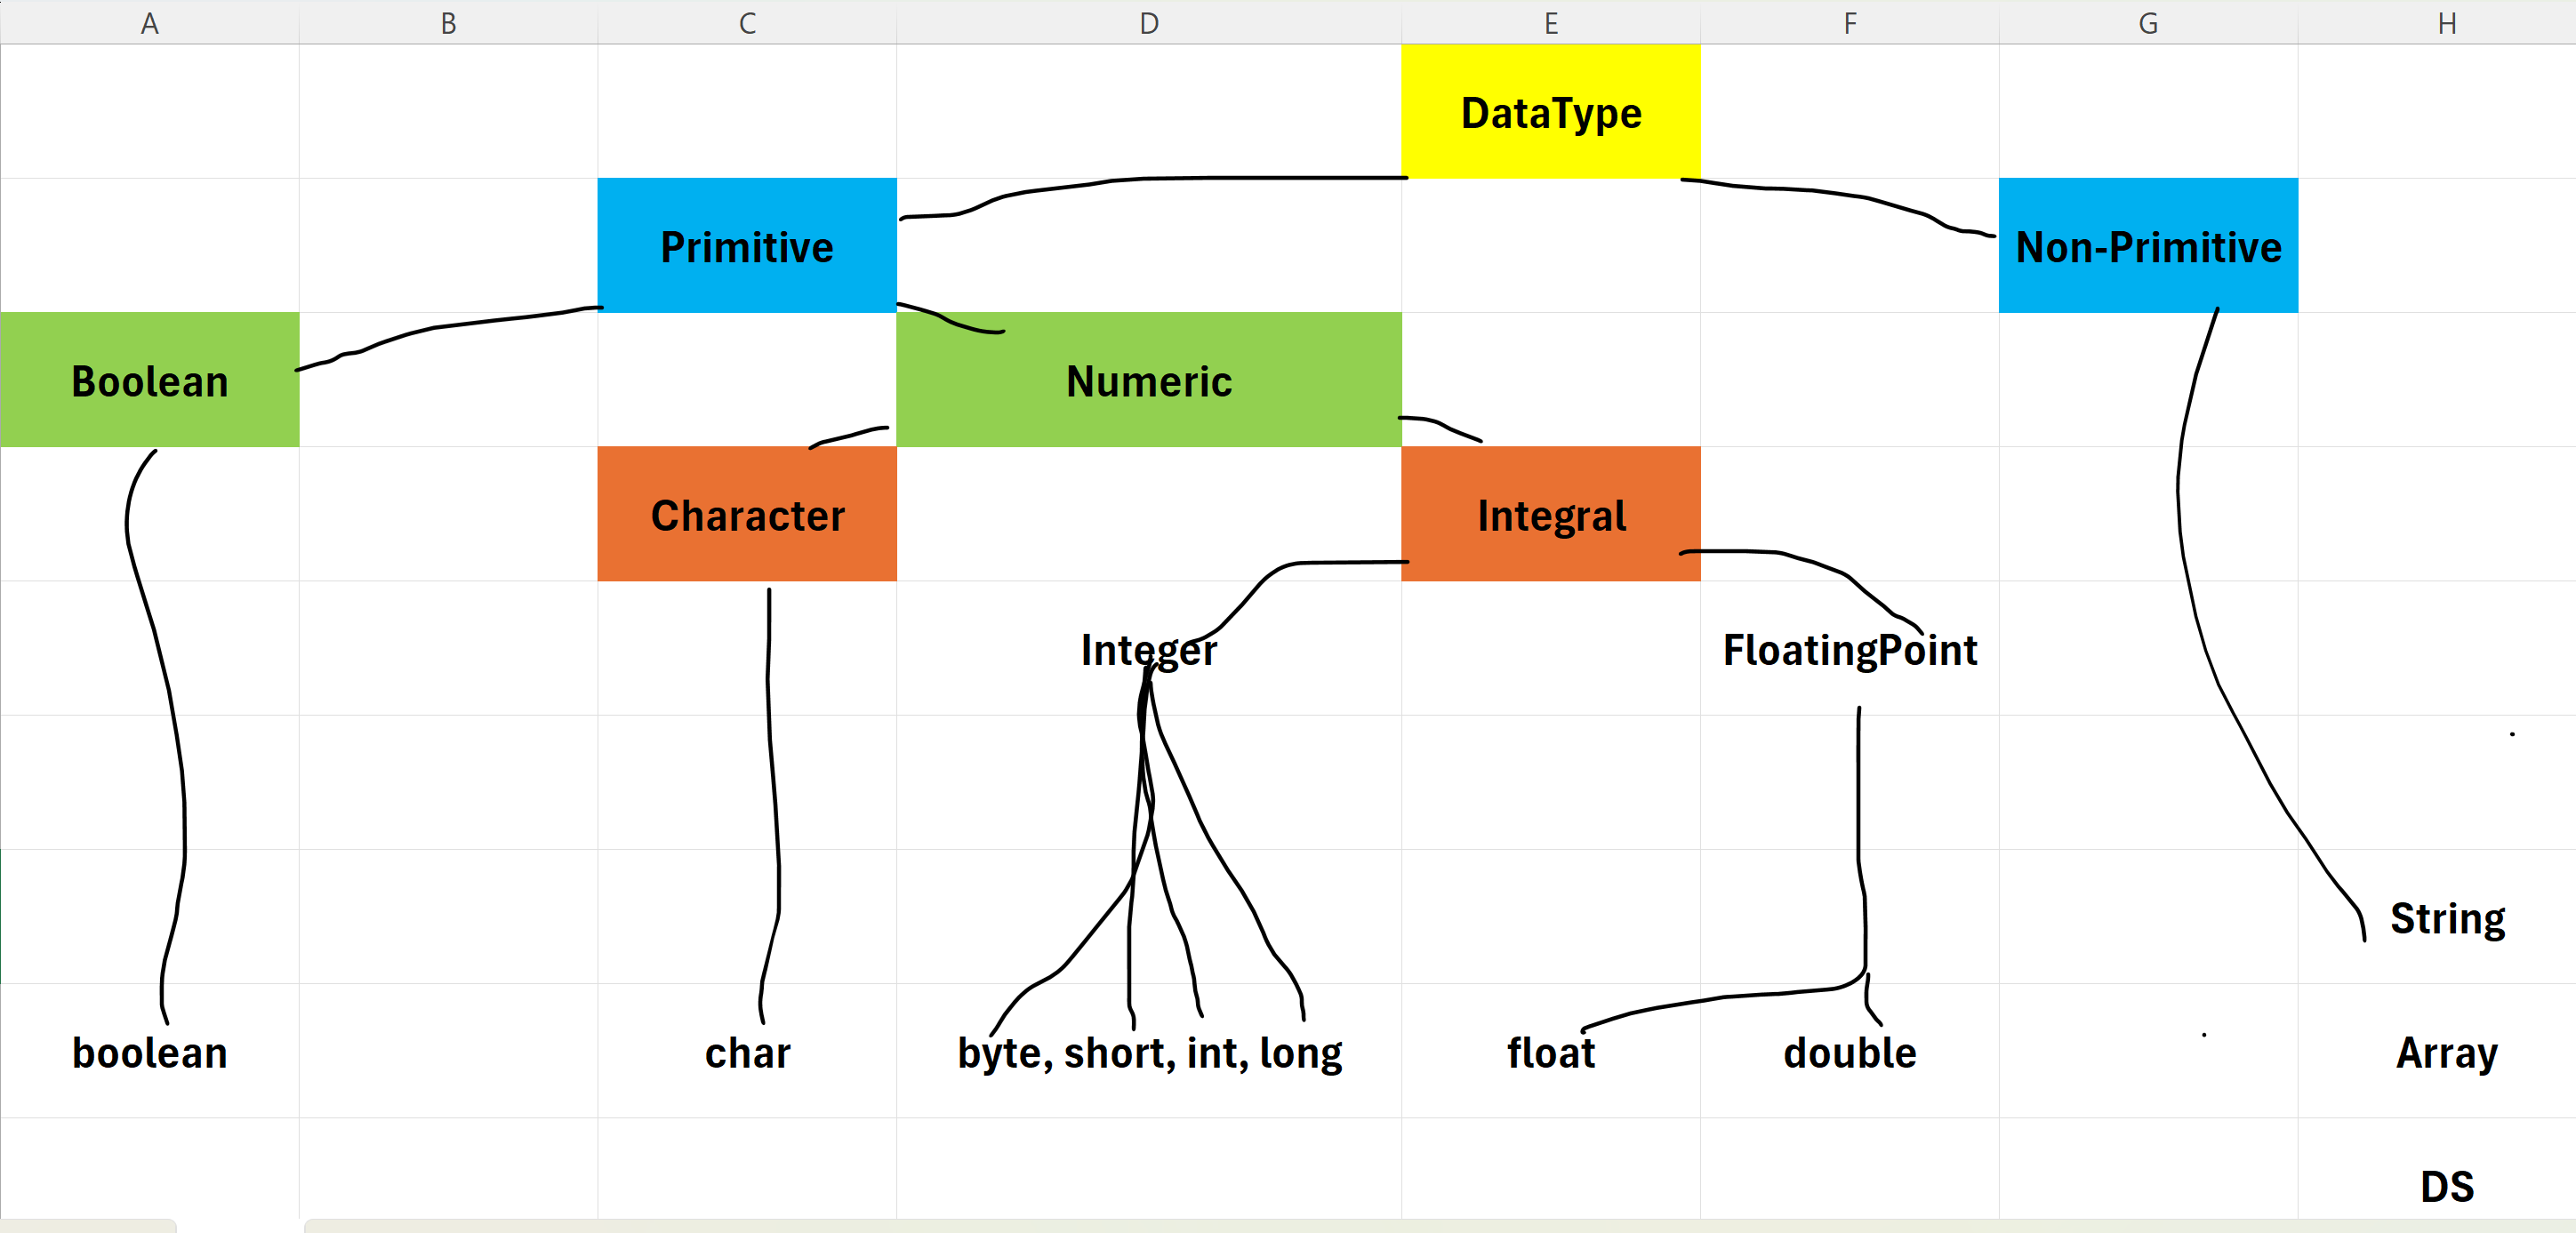 A B C D E F G H
DataType
Primitive Non-Primitive
Boolean Numeric
Character Integral
Integer FloatingPoint
String
boolean char byte, short, int, long float double Array
DS